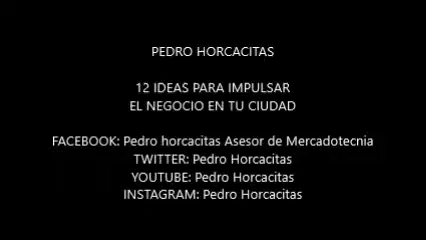 PEDRO HORCACITAS
12 IDEAS PARA IMPULSAR
EL NEGOCIO EN TU CIUDAD
FACEBOOK: Pedro horcacitas Asesor de Mercadotecnia
TWITTER: Pedro Horcacitas
YOUTUBE: Pedro Horcacitas
INSTAGRAM: Pedro Horcacitas